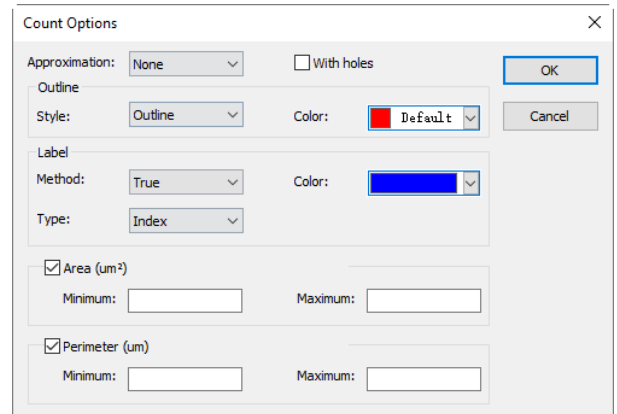 Count Options
Approximation: None With holes OK
Outline
Style: Outline Color: Default Cancel
Label
Method: True Color:
Type: Index
Area (um²)
Minimum: Maximum:
Perimeter (um)
Minimum: Maximum: